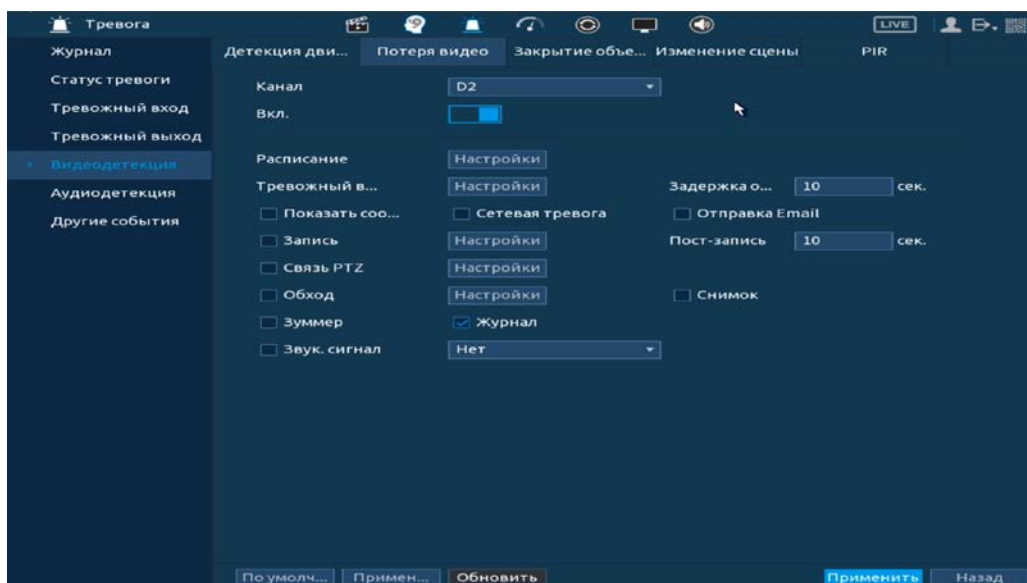 Тревога LIVE
Журнал
Статус тревоги
Тревожный вход
Тревожный выход
Видеодетекция
Аудиодетекция
Другие события
Детекция дви... Потеря видео Закрытие объе... Изменение сцены PIR
Канал D2
Вкл.
Расписание Настройки
Тревожный в... Настройки Задержка о... 10 сек.
Показать соо... Сетевая тревога Отправка Email
Запись Настройки Пост-запись 10 сек.
Связь PTZ Настройки
Обход Настройки Снимок
Зуммер Журнал
Звук. сигнал Нет
По умолч... Примен... Обновить Применить Назад